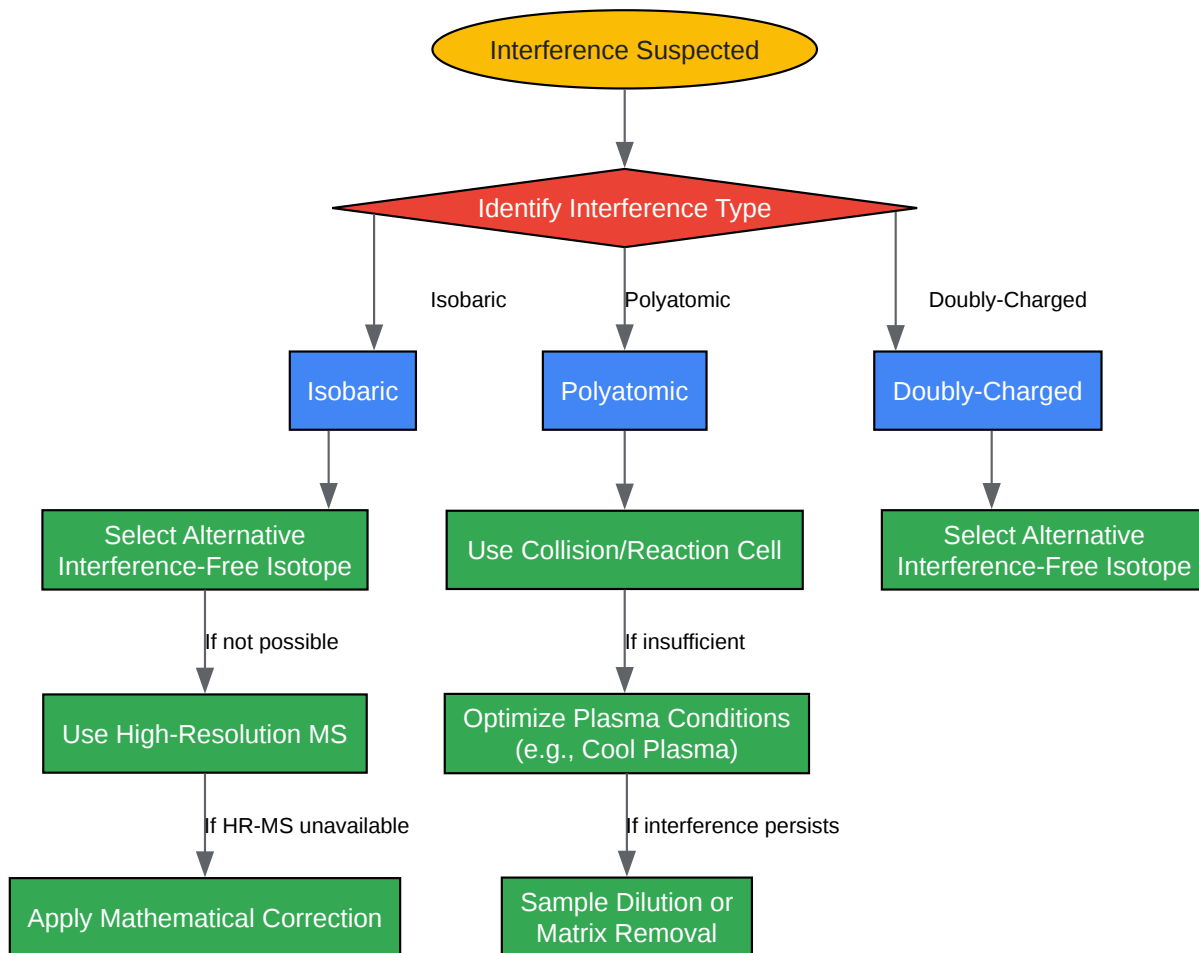 Interference Suspected
Identify Interference Type
Isobaric
Polyatomic
Doubly-Charged
Isobaric
Polyatomic
Doubly-Charged
Select Alternative
Interference-Free Isotope
Use Collision/Reaction Cell
Select Alternative
Interference-Free Isotope
If not possible
If insufficient
Use High-Resolution MS
Optimize Plasma Conditions
(e.g., Cool Plasma)
If HR-MS unavailable
If interference persists
Apply Mathematical Correction
Sample Dilution or
Matrix Removal